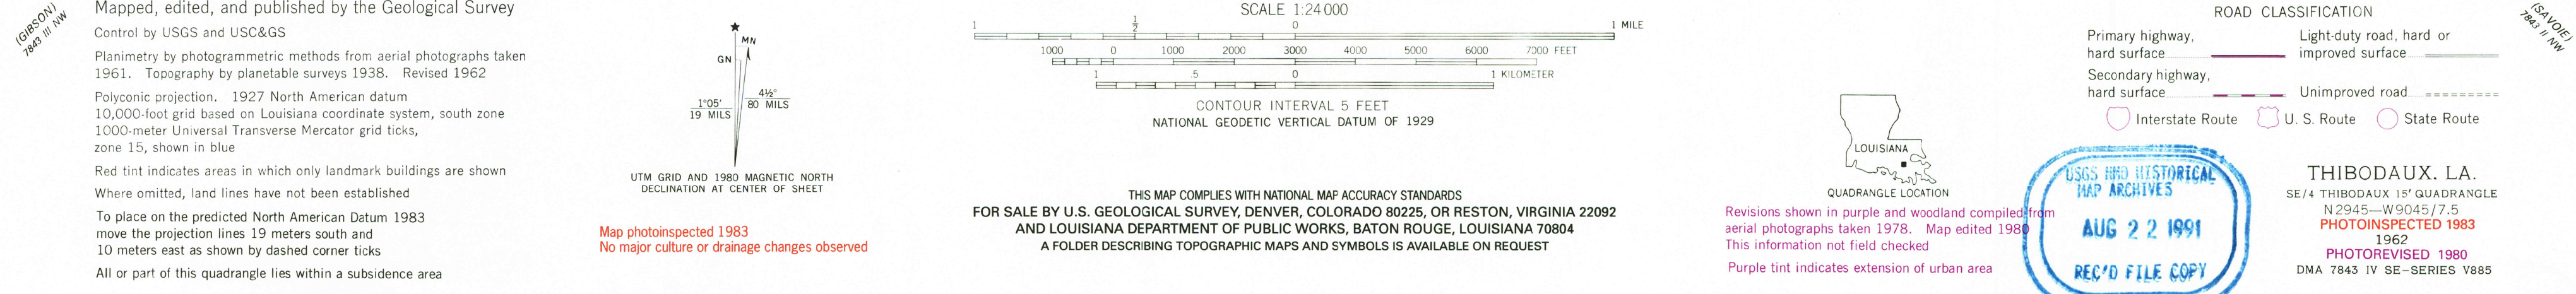 (GIBSON)
7843 III NW
Mapped, edited, and published by the Geological Survey
Control by USGS and USC&GS
Planimetry by photogrammetric methods from aerial photographs taken
1961. Topography by planetable surveys 1938. Revised 1962
Polyconic projection. 1927 North American datum
10,000-foot grid based on Louisiana coordinate system, south zone
1000-meter Universal Transverse Mercator grid ticks,
zone 15, shown in blue
Red tint indicates areas in which only landmark buildings are shown
Where omitted, land lines have not been established
To place on the predicted North American Datum 1983
move the projection lines 19 meters south and
10 meters east as shown by dashed corner ticks
All or part of this quadrangle lies within a subsidence area
MN
GN
1°05′
19 MILS
4½°
80 MILS
UTM GRID AND 1980 MAGNETIC NORTH
DECLINATION AT CENTER OF SHEET
Map photoinspected 1983
No major culture or drainage changes observed
SCALE 1:24 000
1 ½ 0 1 MILE
1000 0 1000 2000 3000 4000 5000 6000 7000 FEET
1 .5 0 1 KILOMETER
CONTOUR INTERVAL 5 FEET
NATIONAL GEODETIC VERTICAL DATUM OF 1929
THIS MAP COMPLIES WITH NATIONAL MAP ACCURACY STANDARDS
FOR SALE BY U.S. GEOLOGICAL SURVEY, DENVER, COLORADO 80225, OR RESTON, VIRGINIA 22092
AND LOUISIANA DEPARTMENT OF PUBLIC WORKS, BATON ROUGE, LOUISIANA 70804
A FOLDER DESCRIBING TOPOGRAPHIC MAPS AND SYMBOLS IS AVAILABLE ON REQUEST
LOUISIANA
QUADRANGLE LOCATION
Revisions shown in purple and woodland compiled from
aerial photographs taken 1978. Map edited 1980
This information not field checked
Purple tint indicates extension of urban area
ROAD CLASSIFICATION
Primary highway,
hard surface
Light-duty road, hard or
improved surface
Secondary highway,
hard surface
Unimproved road
Interstate Route
U. S. Route
State Route
USGS NMD HISTORICAL
MAP ARCHIVES
AUG 2 2 1991
REC'D FILE COPY
THIBODAUX, LA.
SE/4 THIBODAUX 15′ QUADRANGLE
N2945—W9045/7.5
PHOTOINSPECTED 1983
1962
PHOTOREVISED 1980
DMA 7843 IV SE-SERIES V885
(SAVOIE)
7843 II NW